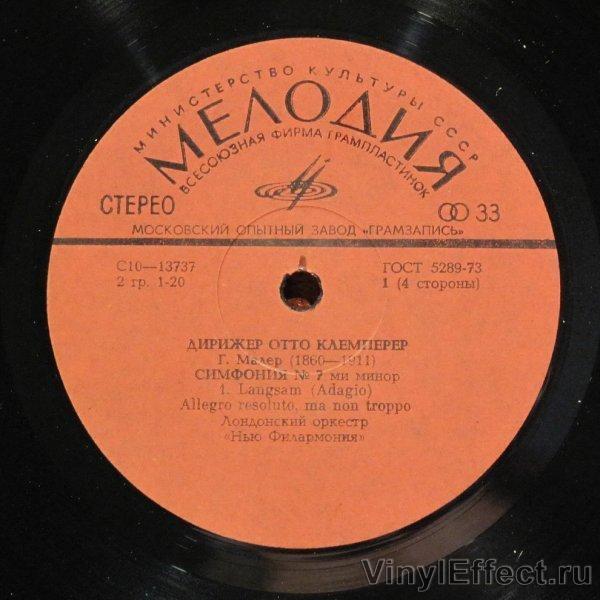 МИНИСТЕРСТВО КУЛЬТУРЫ СССР
МЕЛОДИЯ
ВСЕСОЮЗНАЯ ФИРМА ГРАМПЛАСТИНОК
СТЕРЕО
33
МОСКОВСКИЙ ОПЫТНЫЙ ЗАВОД «ГРАМЗАПИСЬ»
С10—13737 ГОСТ 5289-73
2 гр. 1-20 1 (4 стороны)
ДИРИЖЕР ОТТО КЛЕМПЕРЕР
Г. Малер (1860—1911)
СИМФОНИЯ № 7 ми минор
1. Langsam (Adagio)
Allegro resoluto, ma non troppo
Лондонский оркестр
«Нью Филармония»
VinylEffect.ru